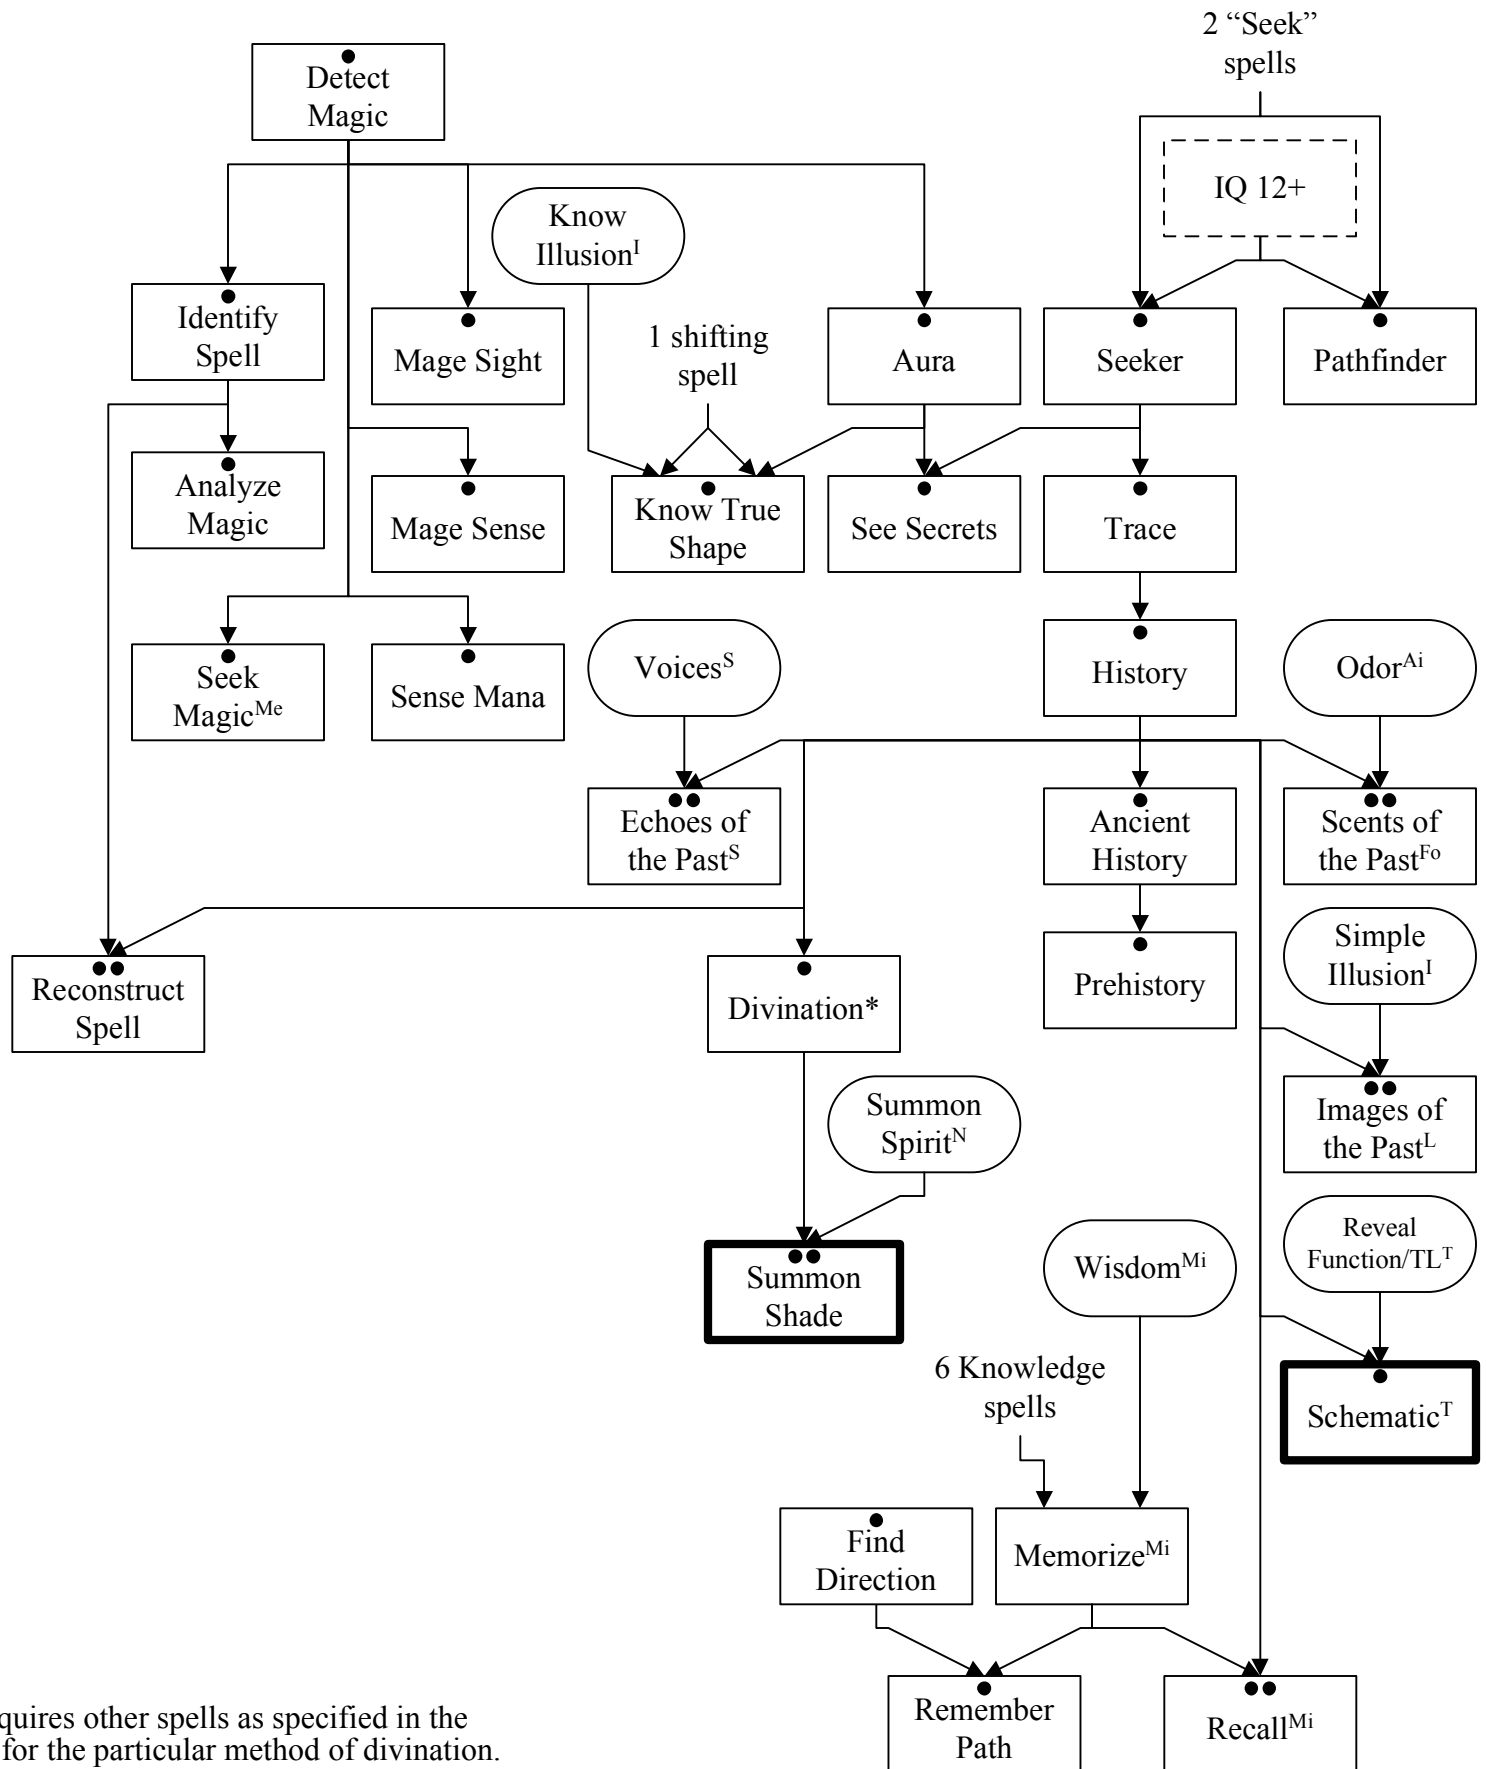 2 “Seek”
spells
Detect
Magic
IQ 12+
Know
Illusion^I
Identify
Spell
Mage Sight
1 shifting
spell
Aura
Seeker
Pathfinder
Analyze
Magic
Mage Sense
Know True
Shape
See Secrets
Trace
Seek
Magic^Me
Sense Mana
Voices^S
History
Odor^Ai
Echoes of
the Past^S
Ancient
History
Scents of
the Past^Fo
Reconstruct
Spell
Divination*
Prehistory
Simple
Illusion^I
Summon
Spirit^N
Images of
the Past^L
Summon
Shade
Wisdom^Mi
Reveal
Function/TL^T
6 Knowledge
spells
Schematic^T
Find
Direction
Memorize^Mi
Remember
Path
Recall^Mi
quires other spells as specified in the
for the particular method of divination.